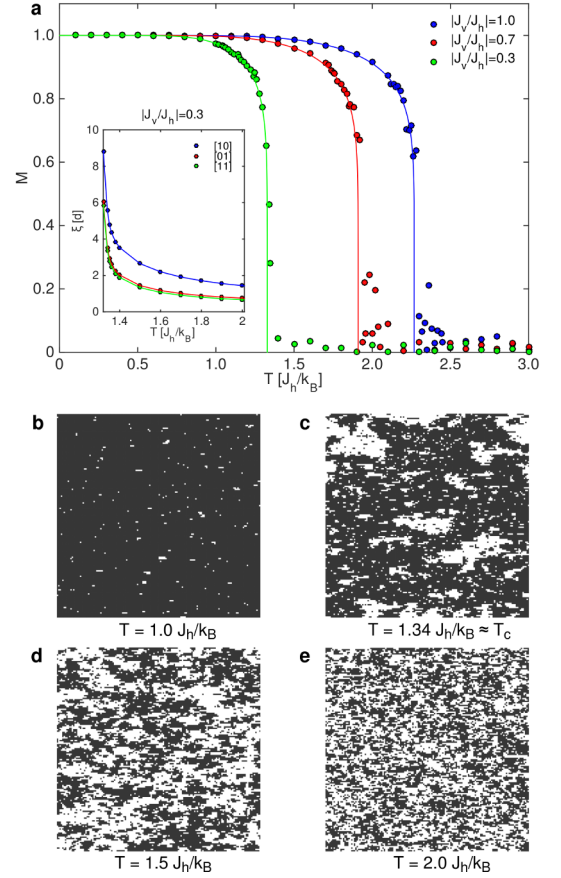 a
|J_v/J_h|=1.0
|J_v/J_h|=0.7
|J_v/J_h|=0.3
1.0
0.8
0.6
0.4
0.2
0
M
0
0.5
1.0
1.5
2.0
2.5
3.0
T [J_h/k_B]
|J_v/J_h|=0.3
[10]
[01]
[11]
10
8
6
4
2
0
ξ [d]
1.4
1.6
1.8
2
T [J_h/k_B]
b
T = 1.0 J_h/k_B
c
T = 1.34 J_h/k_B ≈ T_c
d
T = 1.5 J_h/k_B
e
T = 2.0 J_h/k_B